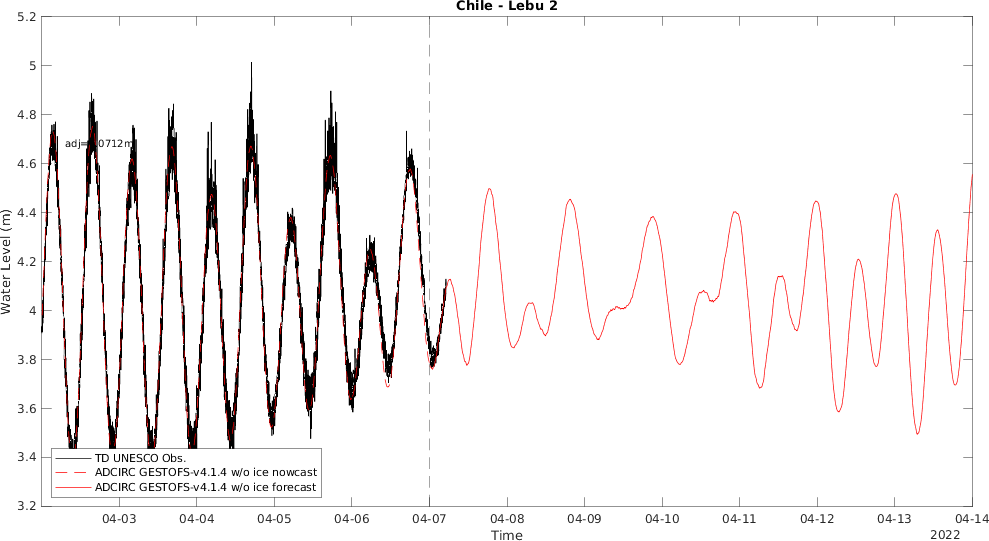 Chile - Lebu 2
5.2
5
4.8
4.6
4.4
4.2
4
3.8
3.6
3.4
3.2
Water Level (m)
TD UNESCO Obs.
ADCIRC GESTOFS-v4.1.4 w/o ice nowcast
ADCIRC GESTOFS-v4.1.4 w/o ice forecast
04-03 04-04 04-05 04-06 04-07 04-08 04-09 04-10 04-11 04-12 04-13 04-14
Time
2022